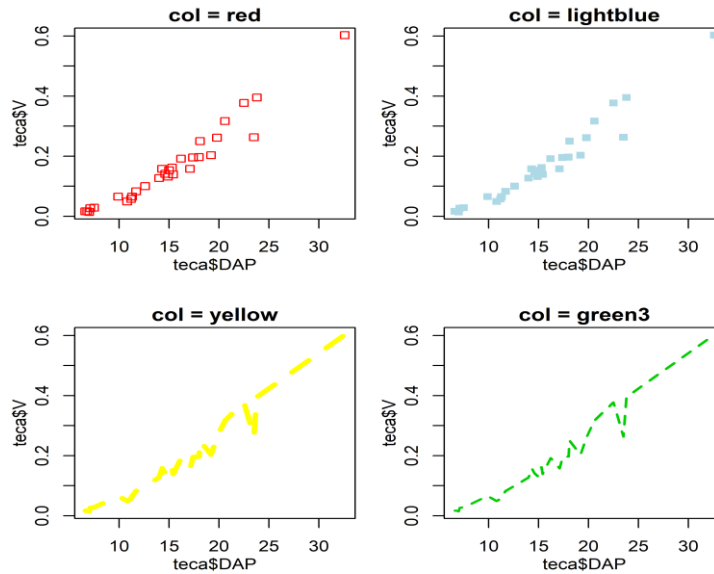 col = red
0.6
0.4
0.2
0.0
teca$V
10 15 20 25 30
teca$DAP
col = lightblue
0.6
0.4
0.2
0.0
teca$V
10 15 20 25 30
teca$DAP
col = yellow
0.6
0.4
0.2
0.0
teca$V
10 15 20 25 30
teca$DAP
col = green3
0.6
0.4
0.2
0.0
teca$V
10 15 20 25 30
teca$DAP